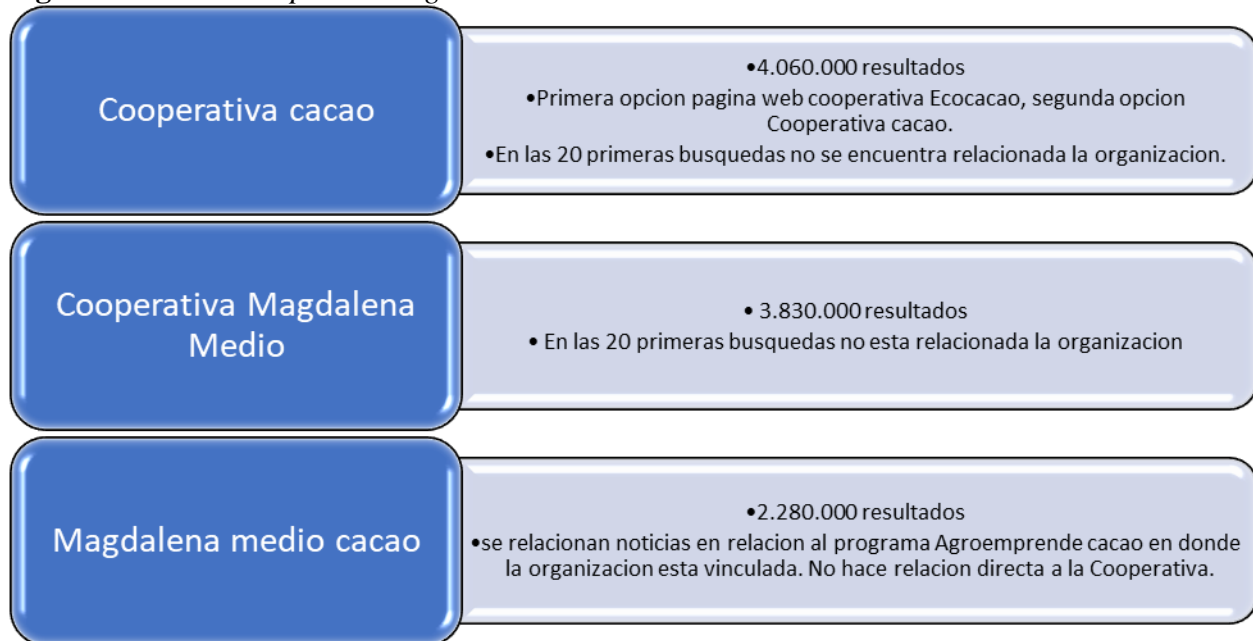 Cooperativa cacao
•4.060.000 resultados
•Primera opcion pagina web cooperativa Ecocacao, segunda opcion
Cooperativa cacao.
•En las 20 primeras busquedas no se encuentra relacionada la organizacion.
Cooperativa Magdalena
Medio
• 3.830.000 resultados
• En las 20 primeras busquedas no esta relacionada la organizacion
Magdalena medio cacao
•2.280.000 resultados
•se relacionan noticias en relacion al programa Agroemprende cacao en donde
la organizacion esta vinculada. No hace relacion directa a la Cooperativa.